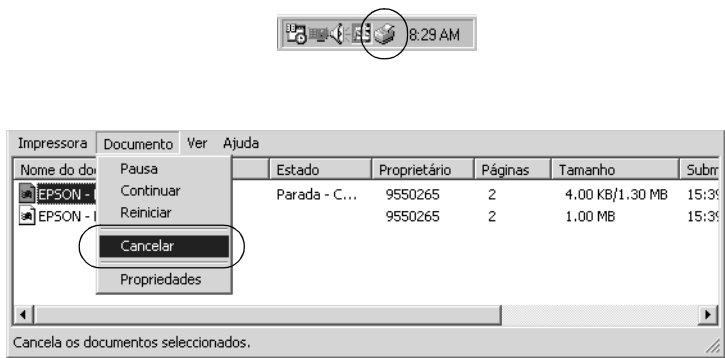 8:29 AM
Impressora Documento Ver Ajuda
Nome do do Estado Proprietário Páginas Tamanho Subm
EPSON - Parada - C... 9550265 2 4.00 KB/1.30 MB 15:39
EPSON - 9550265 2 1.00 MB 15:39
Pausa
Continuar
Reiniciar
Cancelar
Propriedades
Cancela os documentos seleccionados.